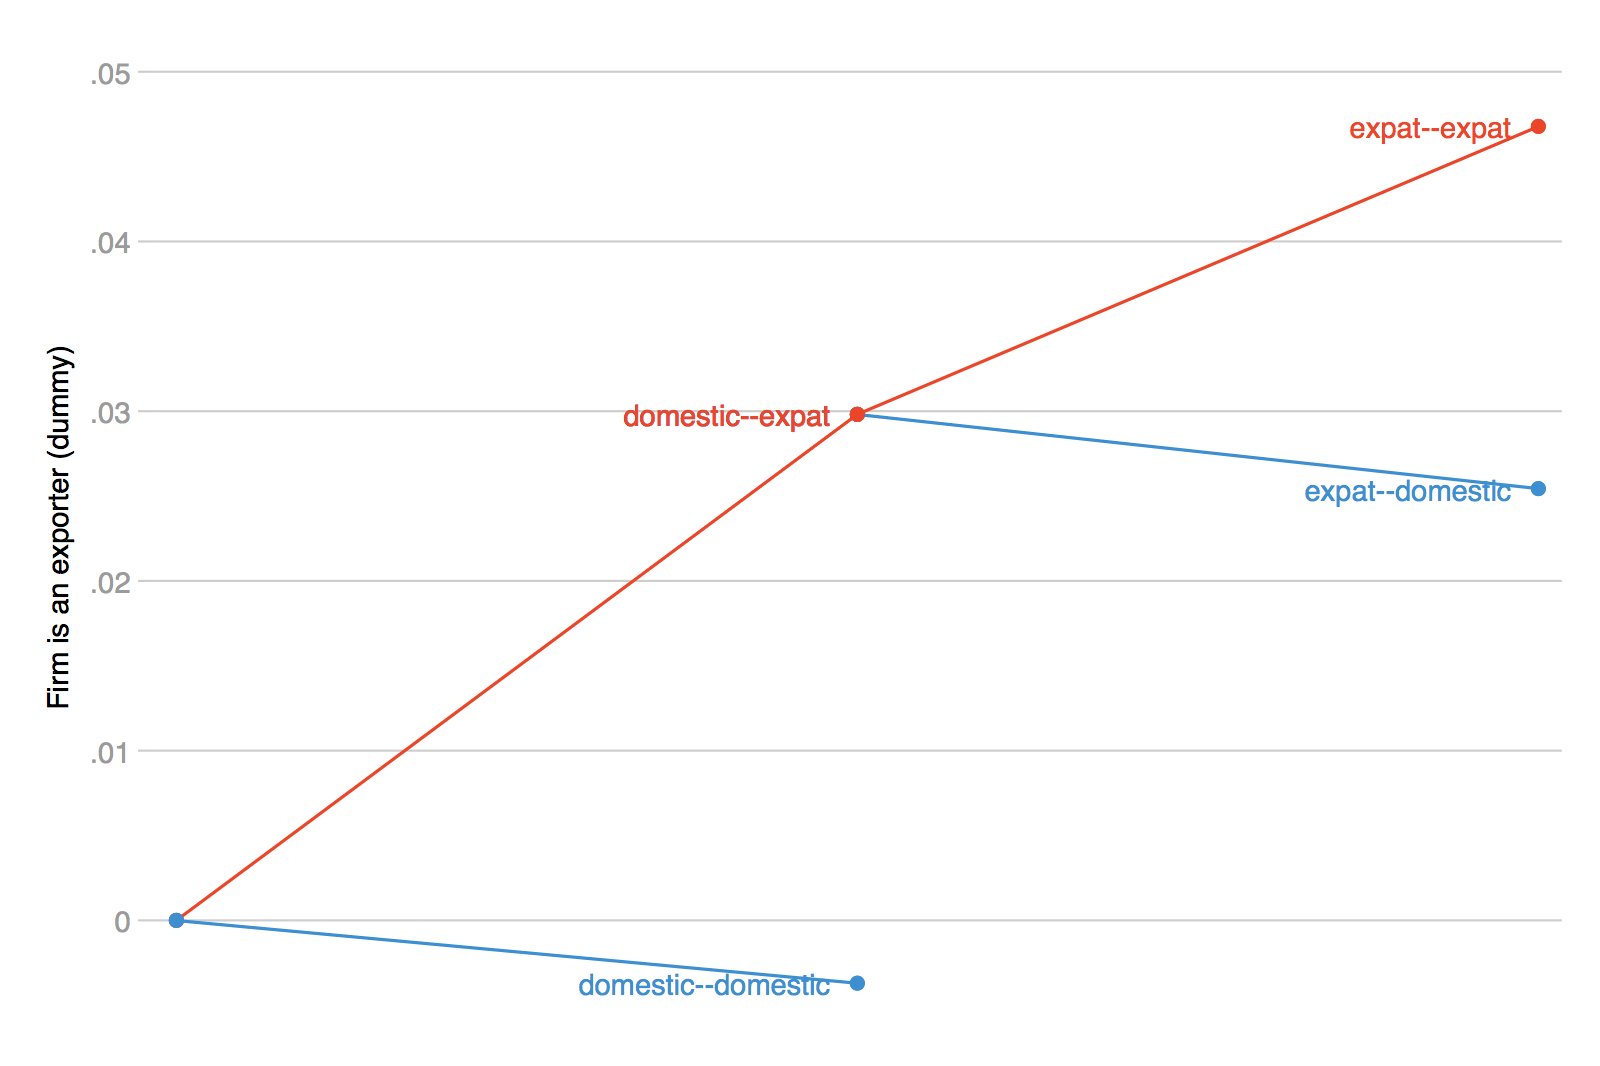 .05
expat--expat
.04
.03
domestic--expat
expat--domestic
.02
.01
0
domestic--domestic
Firm is an exporter (dummy)